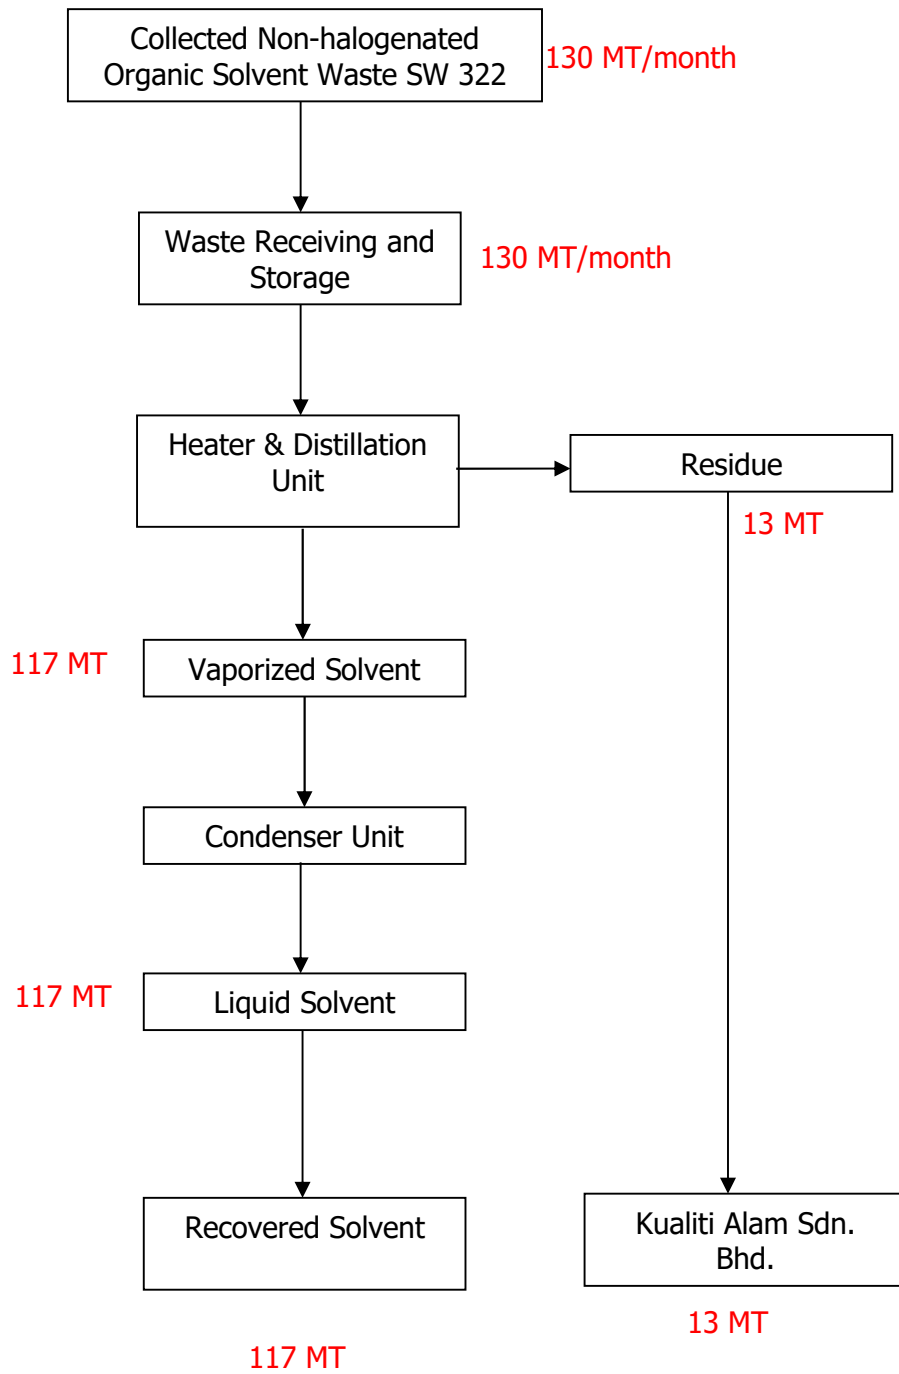 Collected Non-halogenated
Organic Solvent Waste SW 322
130 MT/month
Waste Receiving and
Storage
130 MT/month
Heater & Distillation
Unit
Residue
13 MT
117 MT
Vaporized Solvent
Condenser Unit
117 MT
Liquid Solvent
Recovered Solvent
Kualiti Alam Sdn.
Bhd.
13 MT
117 MT